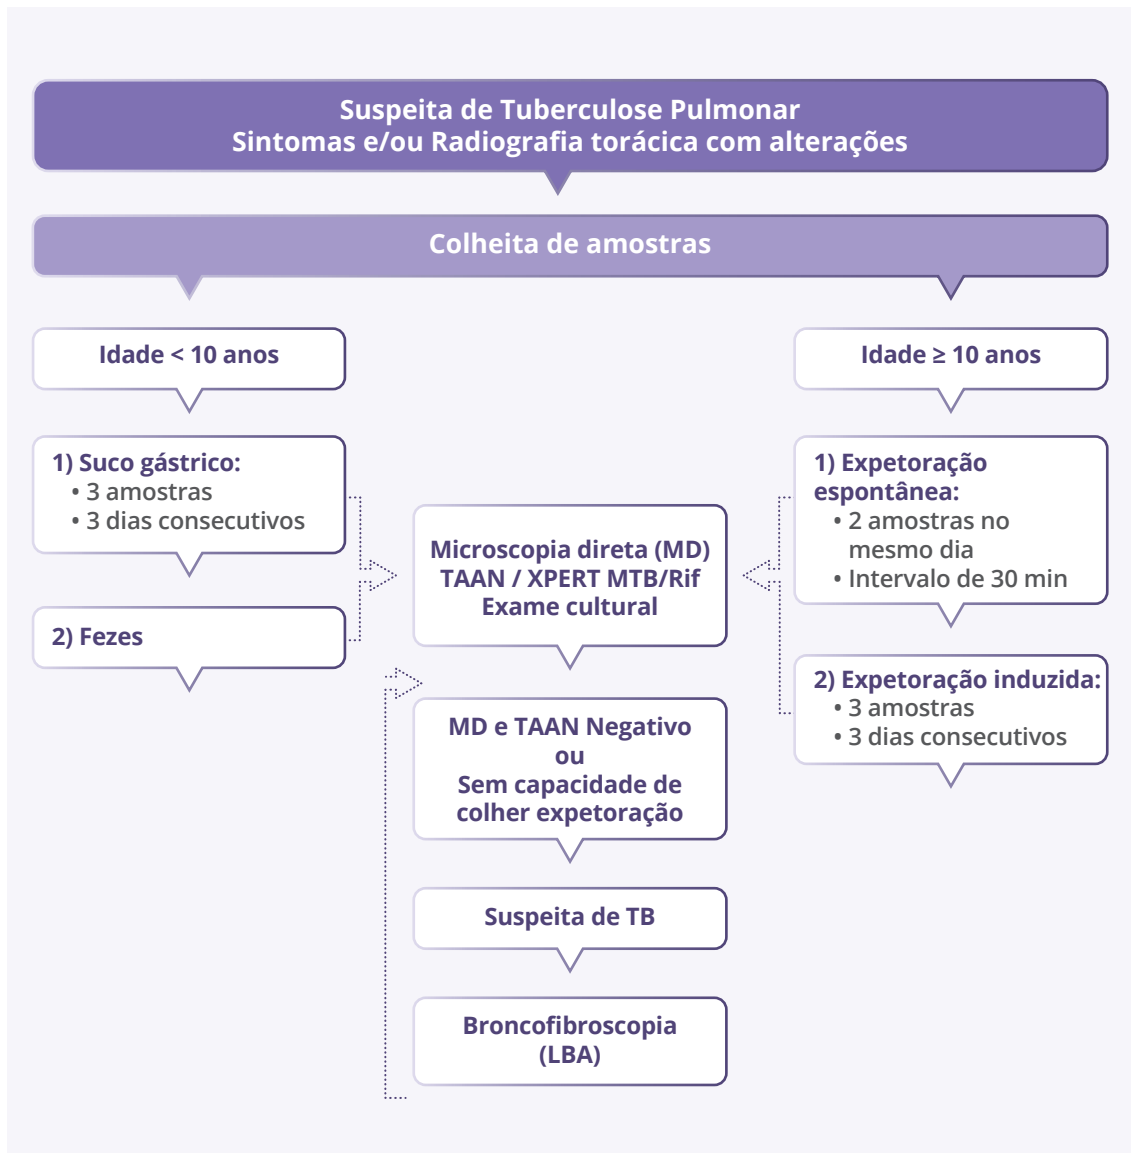 Suspeita de Tuberculose Pulmonar
Sintomas e/ou Radiografia torácica com alterações
Colheita de amostras
Idade < 10 anos
1) Suco gástrico:
• 3 amostras
• 3 dias consecutivos
2) Fezes
Idade ≥ 10 anos
1) Expetoração
espontânea:
• 2 amostras no
mesmo dia
• Intervalo de 30 min
2) Expetoração induzida:
• 3 amostras
• 3 dias consecutivos
Microscopia direta (MD)
TAAN / XPERT MTB/Rif
Exame cultural
MD e TAAN Negativo
ou
Sem capacidade de
colher expetoração
Suspeita de TB
Broncofibroscopia
(LBA)